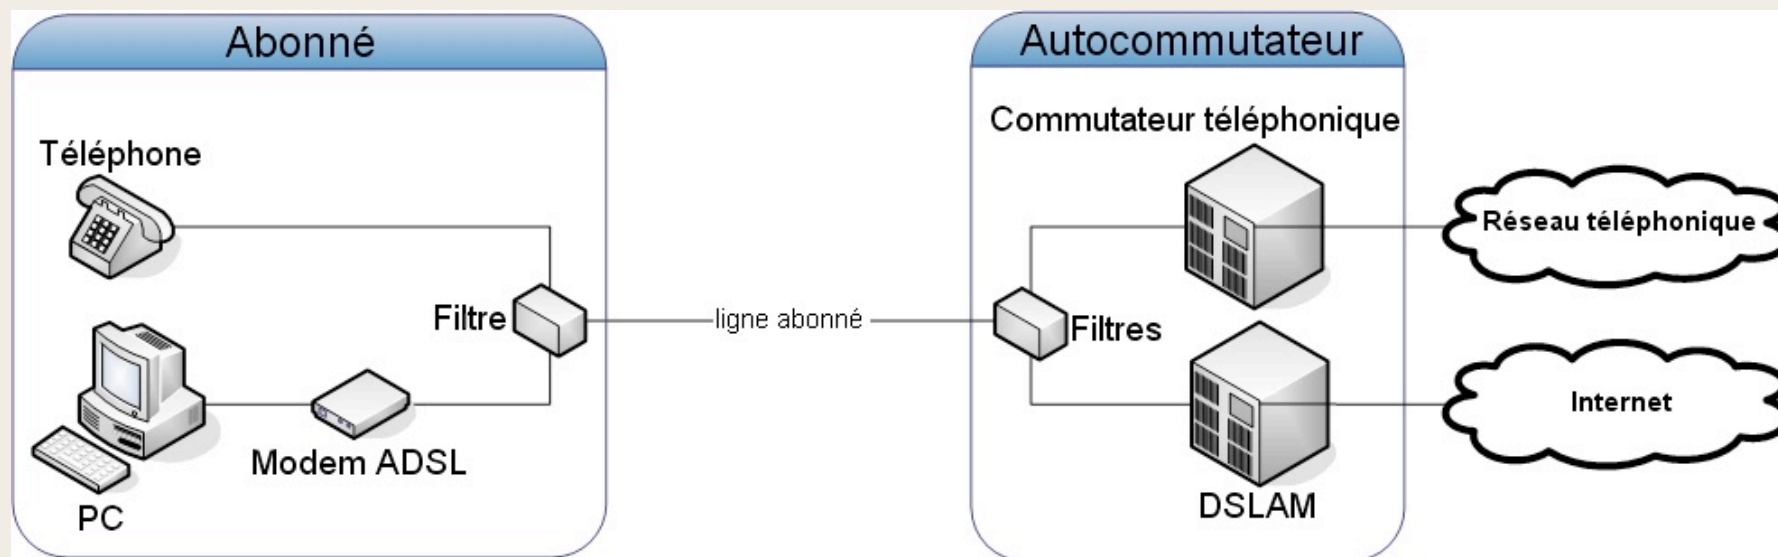 Abonné
Téléphone
Filtre
Modem ADSL
PC
ligne abonné
Autocommutateur
Commutateur téléphonique
Filtres
DSLAM
Réseau téléphonique
Internet